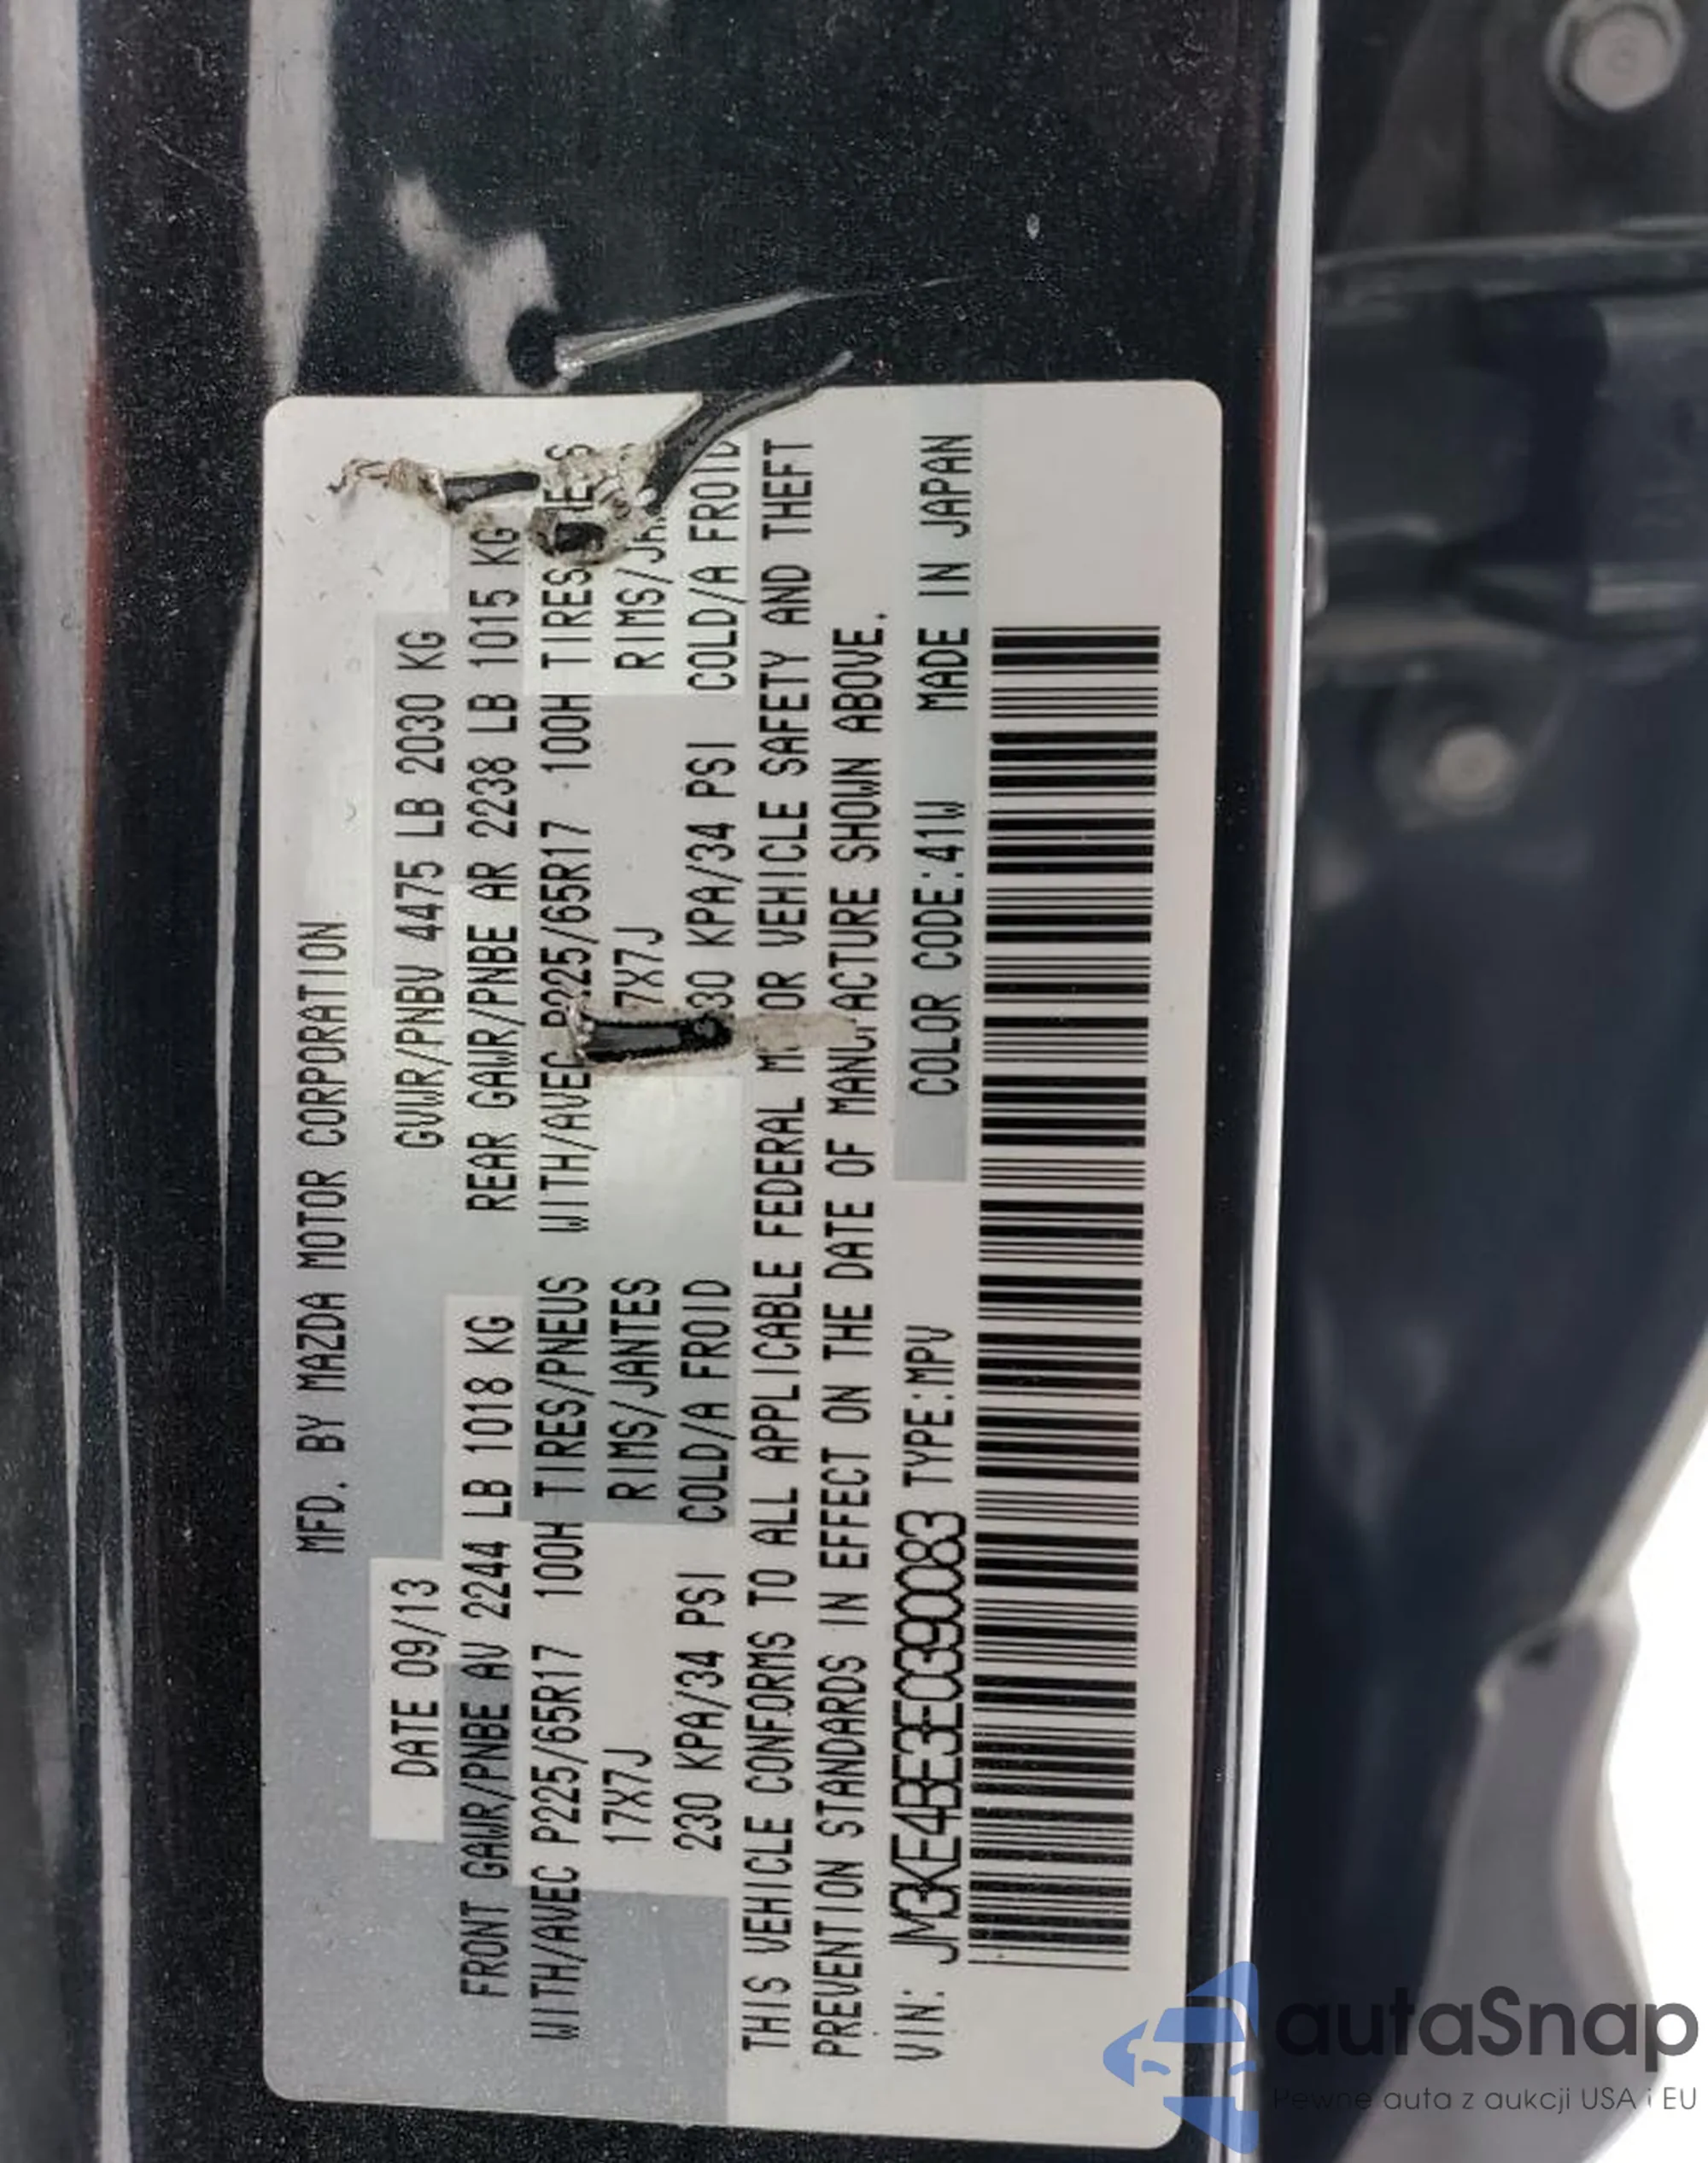 MFD. BY MAZDA MOTOR CORPORATION
DATE 09/13 GVWR/PNBV 4475 LB 2030 KG
FRONT GAWR/PNBE AV 2244 LB 1018 KG REAR GAWR/PNBE AR 2238 LB 1015 KG
WITH/AVEC P225/65R17 100H TIRES/PNEUS WITH/AVEC P225/65R17 100H TIRES
17X7J RIMS/JANTES 7X7J RIMS/
230 KPA/34 PSI COLD/A FROID 30 KPA/34 PSI COLD/A FROID
THIS VEHICLE CONFORMS TO ALL APPLICABLE FEDERAL M OR VEHICLE SAFETY AND THEFT
PREVENTION STANDARDS IN EFFECT ON THE DATE OF MANUFACTURE SHOWN ABOVE.
VIN: JM3KE4BE3E0390083 TYPE:MPV COLOR CODE:41W MADE IN JAPAN
autaSnap
Pewne auta z aukcji USA i EU